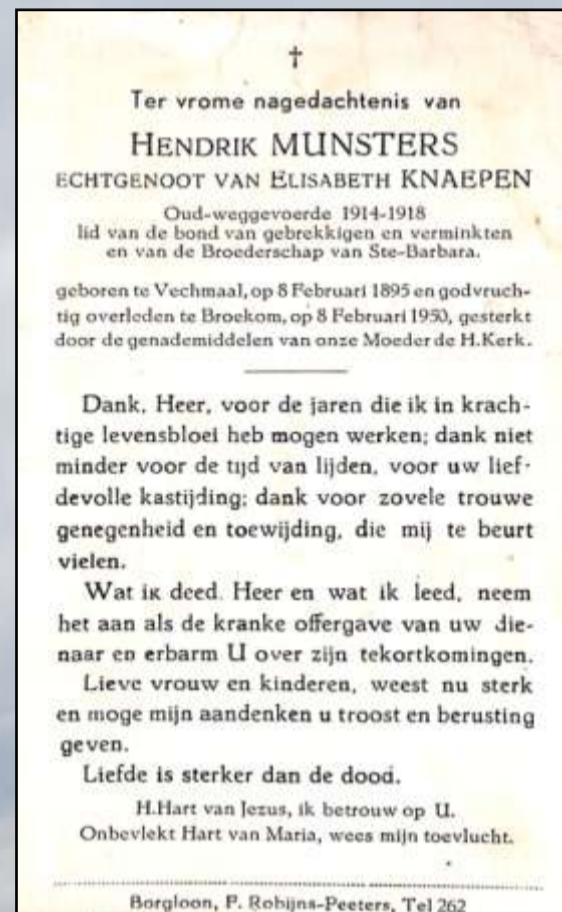 Ter vrome nagedachtenis van
HENDRIK MUNSTERS
ECHTGENOOT VAN ELISABETH KNAEPEN
Oud-weggevoerde 1914-1918
lid van de bond van gebrekkigen en verminkten
en van de Broederschap van Ste-Barbara.
geboren te Vechmaal, op 8 Februari 1895 en godvruch-
tig overleden te Broekom, op 8 Februari 1950, gesterkt
door de genademiddelen van onze Moeder de H.Kerk.
Dank, Heer, voor de jaren die ik in krach-
tige levensbloei heb mogen werken; dank niet
minder voor de tijd van lijden, voor uw lief-
devolle kastijding; dank voor zovele trouwe
genegenheid en toewijding, die mij te beurt
vielen.
Wat ik deed. Heer en wat ik leed, neem
het aan als de kranke offergave van uw die-
naar en erbarm U over zijn tekortkomingen.
Lieve vrouw en kinderen, weest nu sterk
en moge mijn aandenken u troost en berusting
geven.
Liefde is sterker dan de dood.
H.Hart van Jezus, ik betrouw op U.
Onbevlekt Hart van Maria, wees mijn toevlucht.
Borgloon, P. Robijns-Peeters, Tel 262